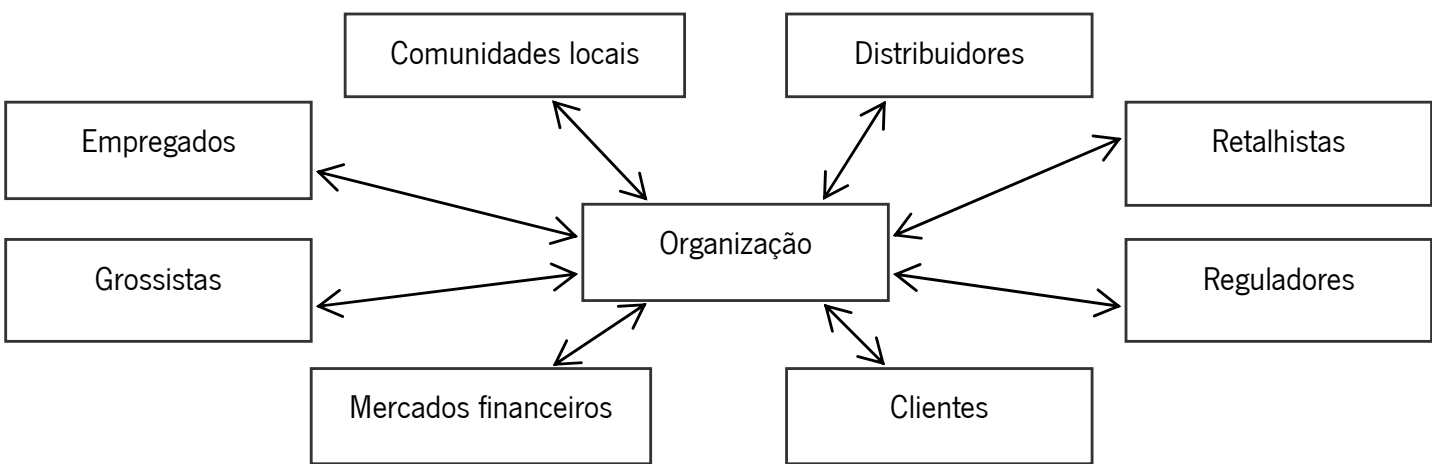 Comunidades locais
Distribuidores
Empregados
Retalhistas
Organização
Grossistas
Reguladores
Mercados financeiros
Clientes